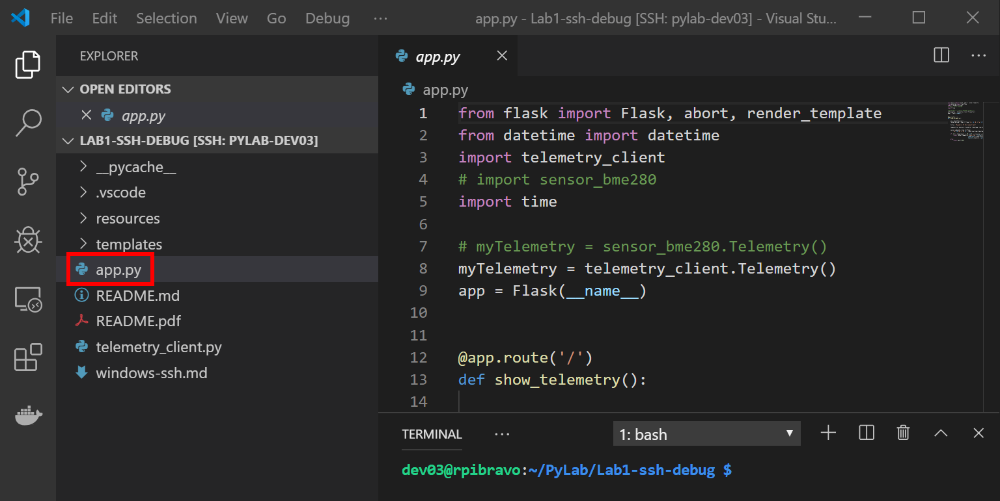 File Edit Selection View Go Debug ··· app.py - Lab1-ssh-debug [SSH: pylab-dev03] - Visual Stu...
EXPLORER
OPEN EDITORS
app.py
LAB1-SSH-DEBUG [SSH: PYLAB-DEV03]
__pycache__
.vscode
resources
templates
app.py
README.md
README.pdf
telemetry_client.py
windows-ssh.md
app.py
app.py
1 from flask import Flask, abort, render_template
2 from datetime import datetime
3 import telemetry_client
4 # import sensor_bme280
5 import time
6
7 # myTelemetry = sensor_bme280.Telemetry()
8 myTelemetry = telemetry_client.Telemetry()
9 app = Flask(__name__)
10
11
12 @app.route('/')
13 def show_telemetry():
14
TERMINAL ··· 1: bash
dev03@rpibravo:~/PyLab/Lab1-ssh-debug $